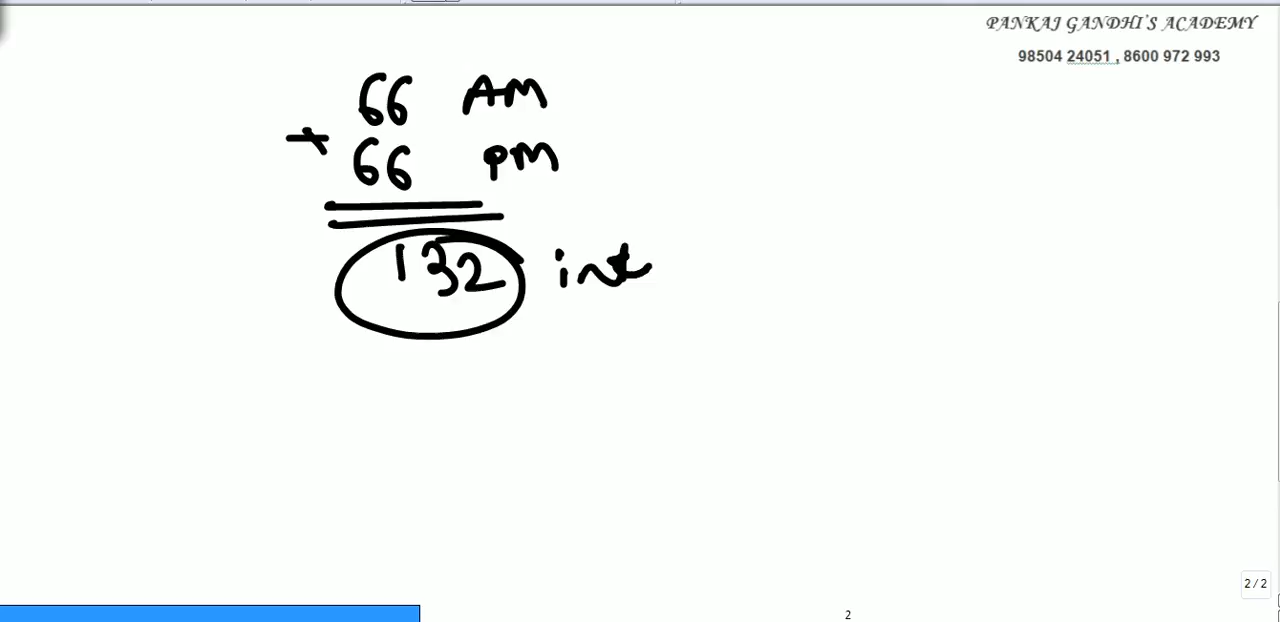 PANKAJ GANDHI'S ACADEMY
98504 24051 , 8600 972 993
66 AM
+ 66 PM
132 int
2 / 2
2